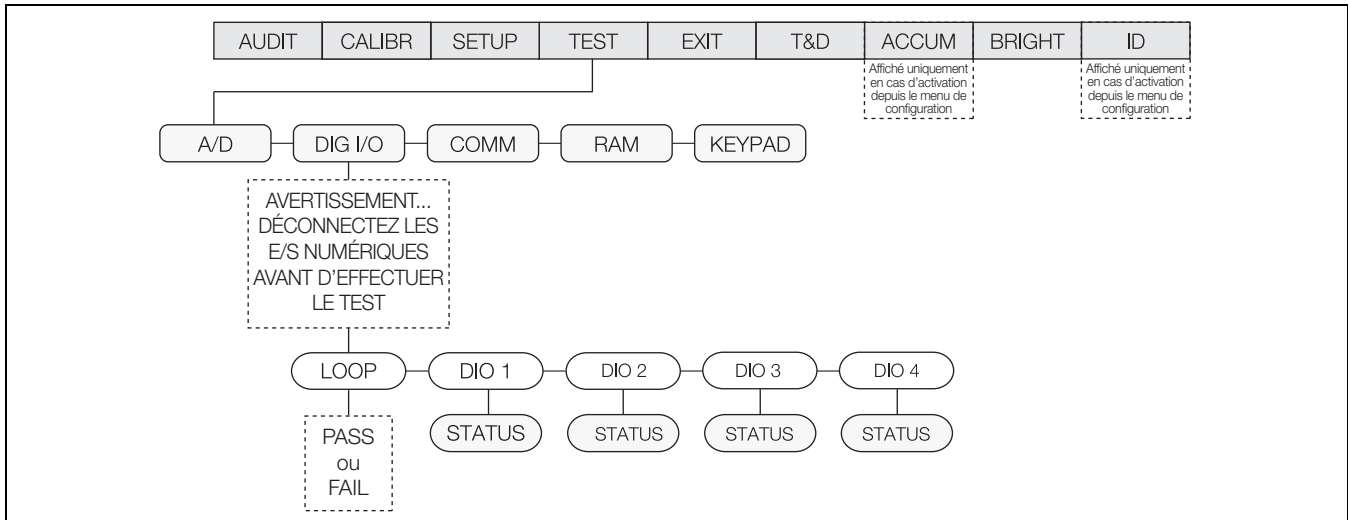 AUDIT CALIBR SETUP TEST EXIT T&D ACCUM BRIGHT ID
Affiché uniquement
en cas d'activation
depuis le menu de
configuration
Affiché uniquement
en cas d'activation
depuis le menu de
configuration
A/D DIG I/O COMM RAM KEYPAD
AVERTISSEMENT...
DÉCONNECTEZ LES
E/S NUMÉRIQUES
AVANT D'EFFECTUER
LE TEST
LOOP DIO 1 DIO 2 DIO 3 DIO 4
STATUS STATUS STATUS STATUS
PASS
ou
FAIL